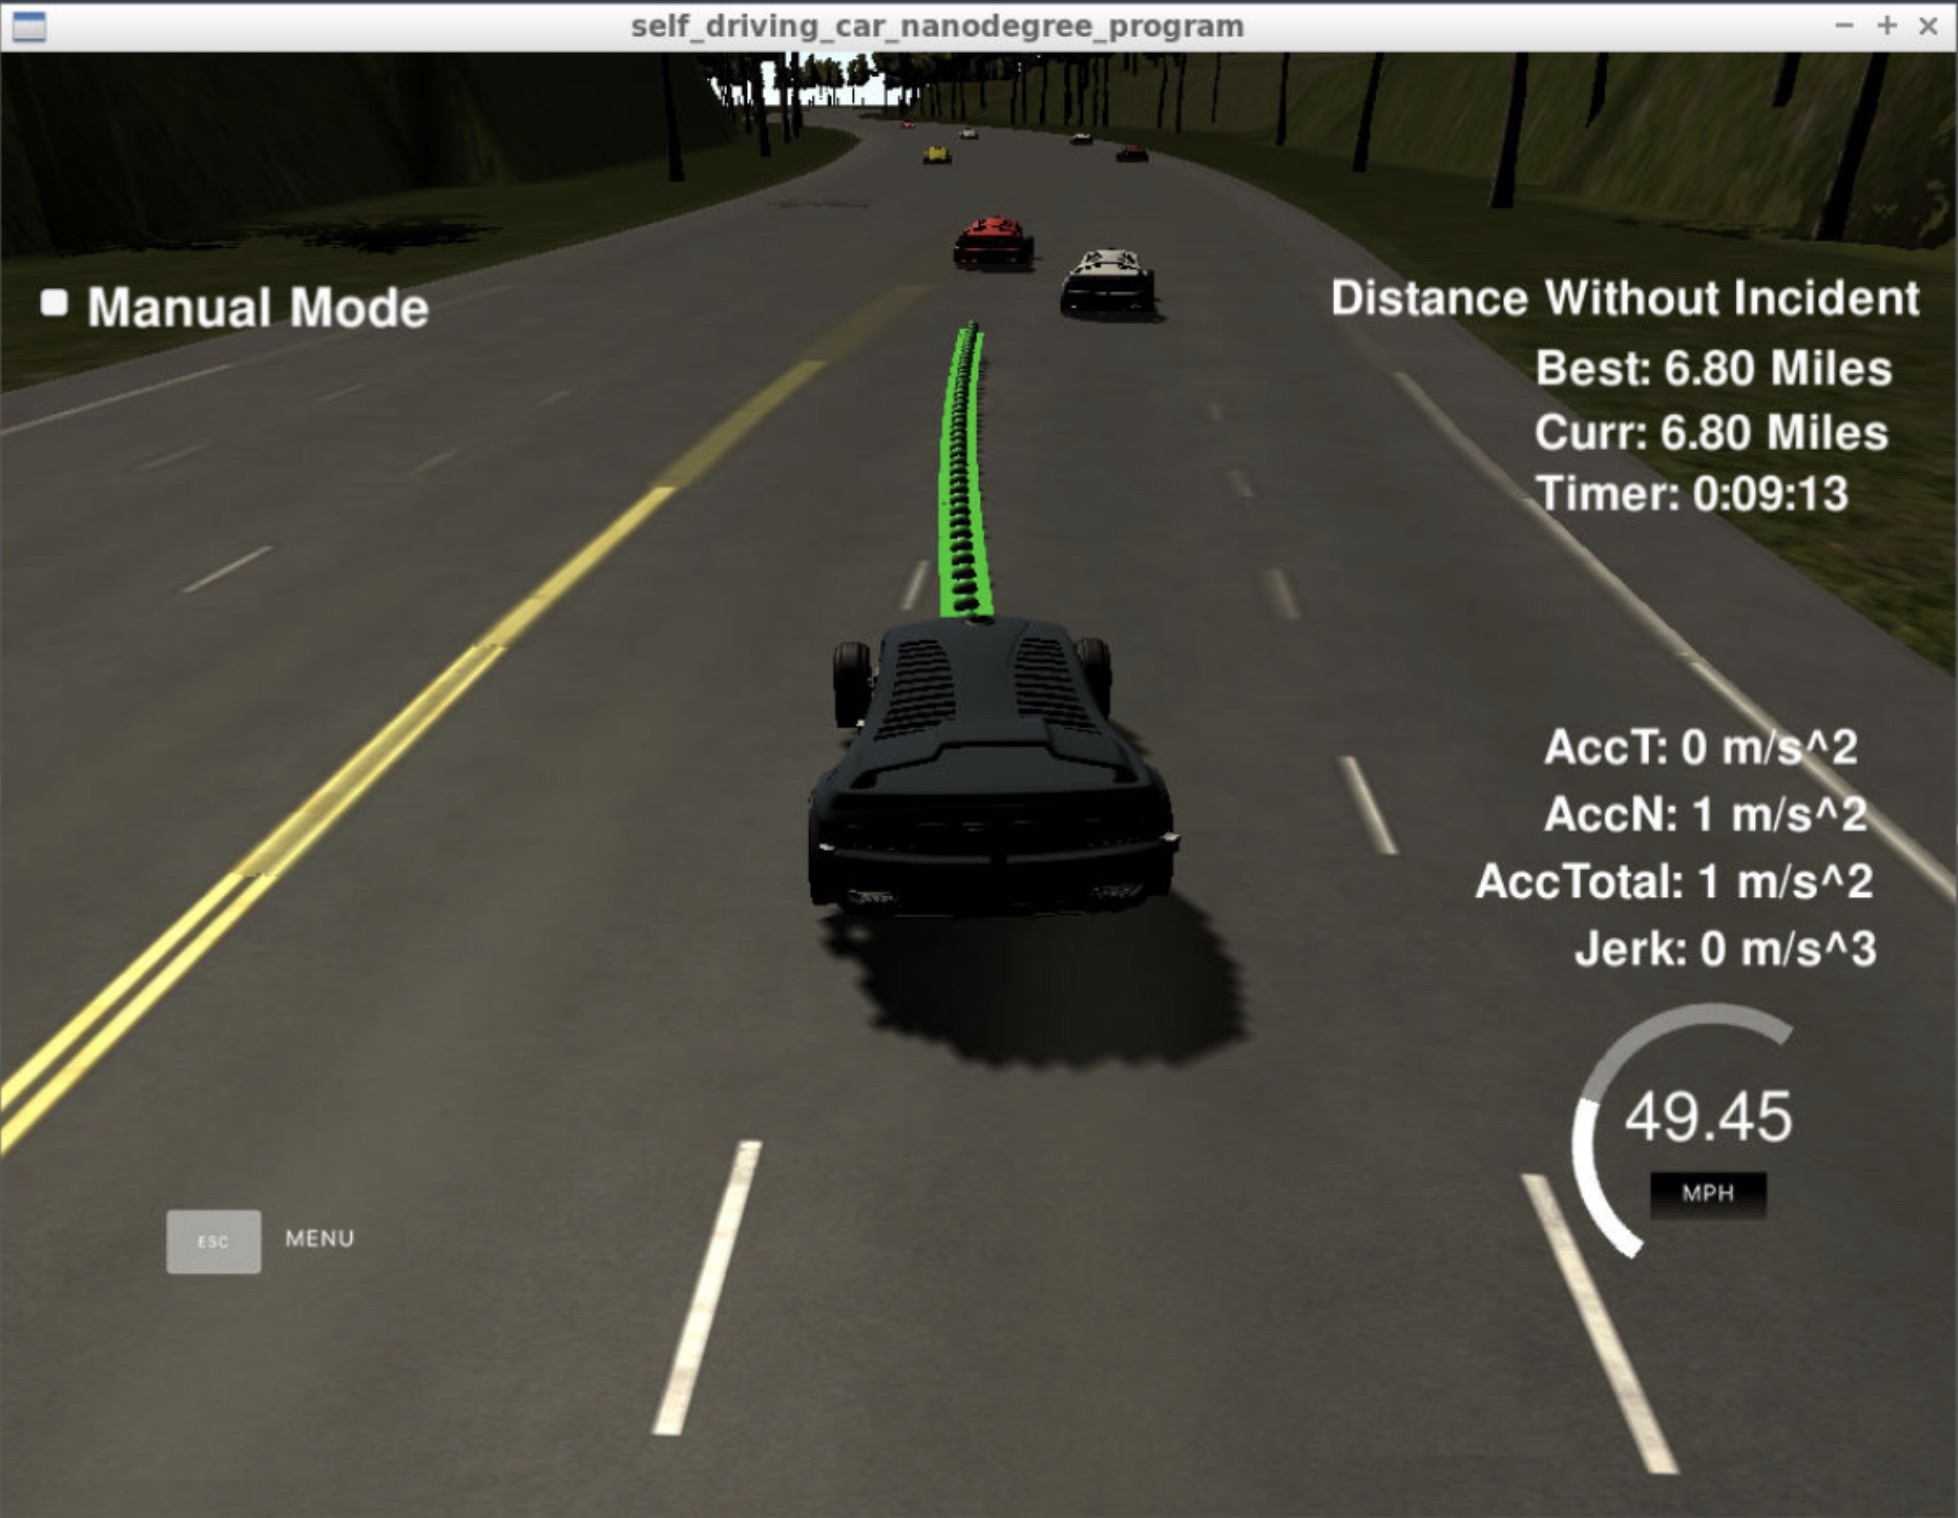 self_driving_car_nanodegree_program
Manual Mode
Distance Without Incident
Best: 6.80 Miles
Curr: 6.80 Miles
Timer: 0:09:13
AccT: 0 m/s^2
AccN: 1 m/s^2
AccTotal: 1 m/s^2
Jerk: 0 m/s^3
49.45
MPH
ESC MENU